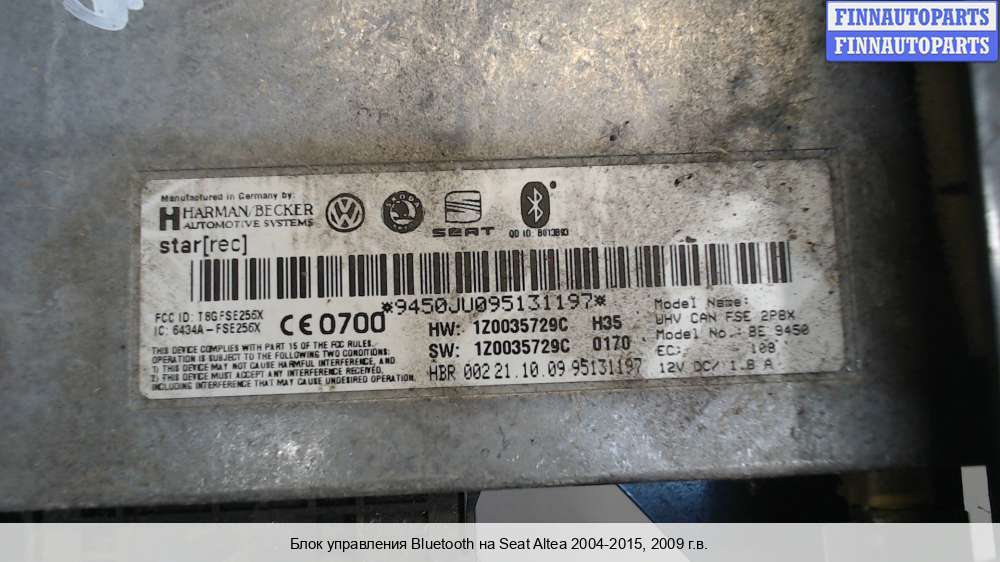 FINNAUTOPARTS
FINNAUTOPARTS
Manufactured in Germany by:
HARMAN/BECKER
AUTOMOTIVE SYSTEMS
star[rec]
SKODA
SEAT
QD ID: B013893
*9450JU095131197*
FCC ID: T8GFSE256X
IC: 6434A-FSE256X
CE 0700
THIS DEVICE COMPLIES WITH PART 15 OF THE FCC RULES.
OPERATION IS SUBJECT TO THE FOLLOWING TWO CONDITIONS:
1) THIS DEVICE MAY NOT CAUSE HARMFUL INTERFERENCE, AND
2) THIS DEVICE MUST ACCEPT ANY INTERFERENCE RECEIVED,
INCLUDING INTERFERENCE THAT MAY CAUSE UNDESIRED OPERATION.
HW: 1Z0035729C H35
SW: 1Z0035729C 0170
HBR 002 21.10.09 95131197
Model Name:
UHV CAN FSE 2PBX
Model No.: BE 9450
EC: 108
12V DC/ 1.8 A
Блок управления Bluetooth на Seat Altea 2004-2015, 2009 г.в.